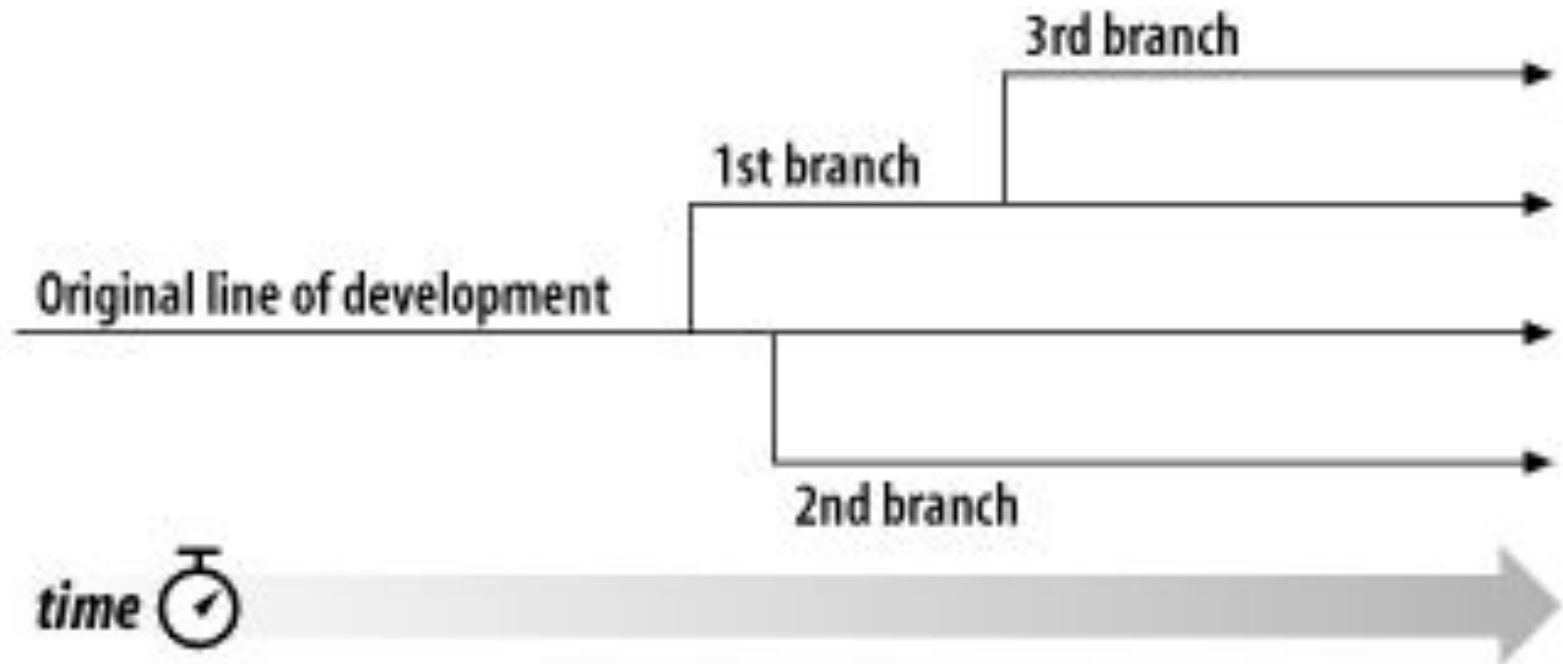 3rd branch
1st branch
Original line of development
2nd branch
time